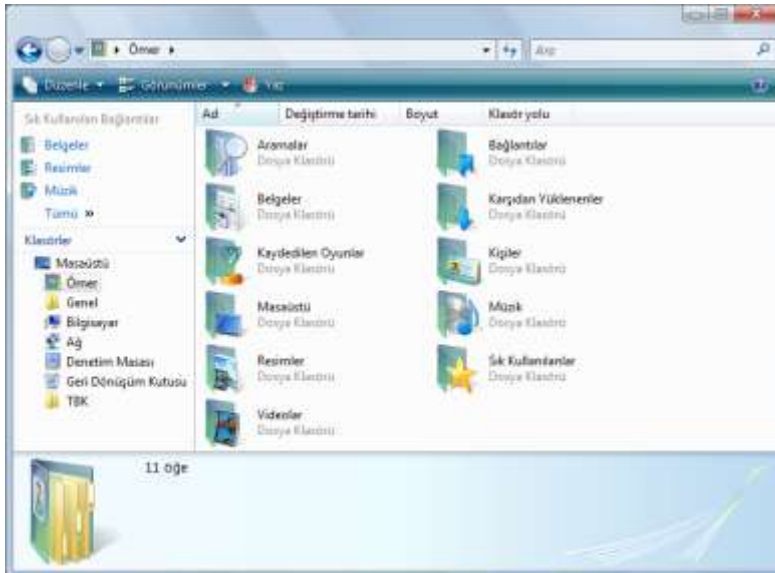 Ömer
Ara
Düzenle
Görünümler
Yaz
Sık Kullanılan Bağlantılar
Belgeler
Resimler
Müzik
Tümü »
Klasörler
Masaüstü
Ömer
Genel
Bilgisayar
Ağ
Denetim Masası
Geri Dönüşüm Kutusu
TBK
Ad Değiştirme tarihi Boyut Klasör yolu
Aramalar
Dosya Klasörü
Bağlantılar
Dosya Klasörü
Belgeler
Dosya Klasörü
Karşıdan Yüklenenler
Dosya Klasörü
Kaydedilen Oyunlar
Dosya Klasörü
Kişiler
Dosya Klasörü
Masaüstü
Dosya Klasörü
Müzik
Dosya Klasörü
Resimler
Dosya Klasörü
Sık Kullanılanlar
Dosya Klasörü
Videolar
Dosya Klasörü
11 öğe